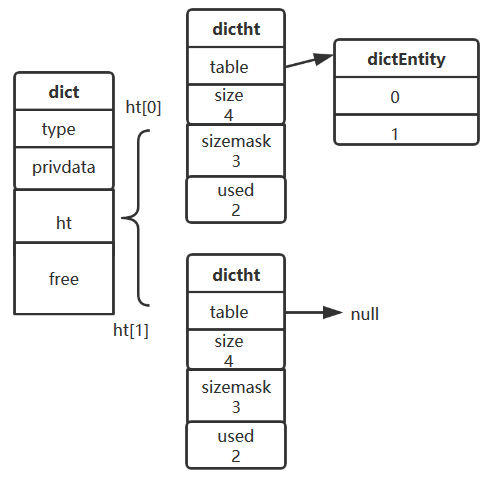 dict
type
privdata
ht
free
ht[0]
dictht
table
size
4
sizemask
3
used
2
dictEntity
0
1
ht[1]
dictht
table
size
4
sizemask
3
used
2
null